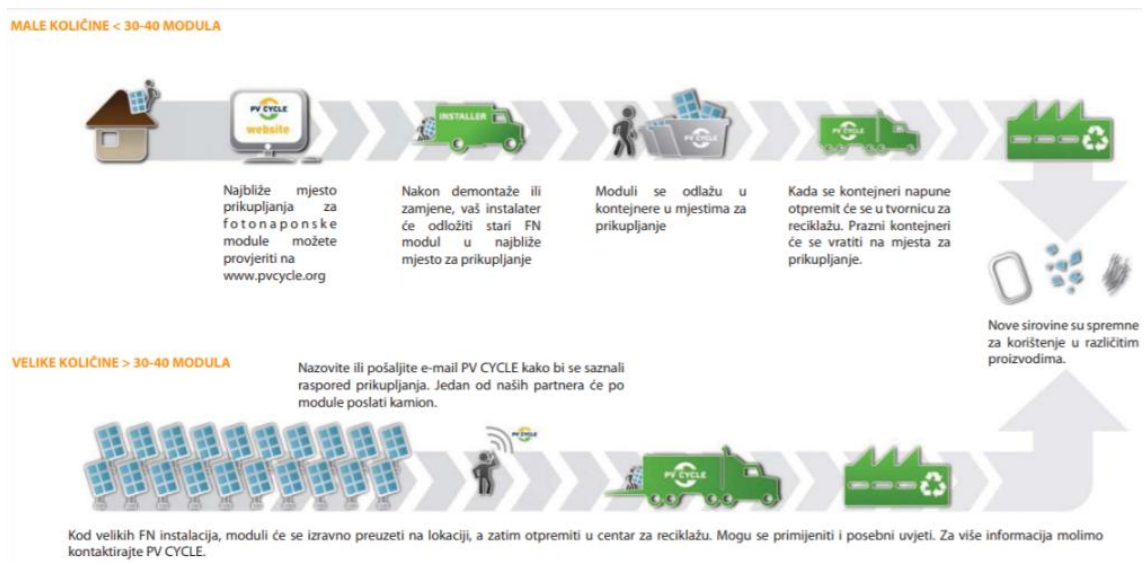 MALE KOLIČINE < 30-40 MODULA
PV CYCLE
website
INSTALLER
PV CYCLE
PV CYCLE
Najbliže mjesto
prikupljanja za
fotonaponske
module možete
provjeriti na
www.pvcycle.org
Nakon demontaže ili
zamjene, vaš instalater
će odložiti stari FN
modul u najbliže
mjesto za prikupljanje
Moduli se odlažu u
kontejnere u mjestima za
prikupljanje
Kada se kontejneri napune
otpremit će se u tvornicu za
reciklažu. Prazni kontejneri
će se vratiti na mjesta za
prikupljanje.
Nove sirovine su spremne
za korištenje u različitim
proizvodima.
VELIKE KOLIČINE > 30-40 MODULA
Nazovite ili pošaljite e-mail PV CYCLE kako bi se saznali
raspored prikupljanja. Jedan od naših partnera će po
module poslati kamion.
PV CYCLE
PV CYCLE
Kod velikih FN instalacija, moduli će se izravno preuzeti na lokaciji, a zatim otpremiti u centar za reciklažu. Mogu se primijeniti i posebni uvjeti. Za više informacija molimo
kontaktirajte PV CYCLE.